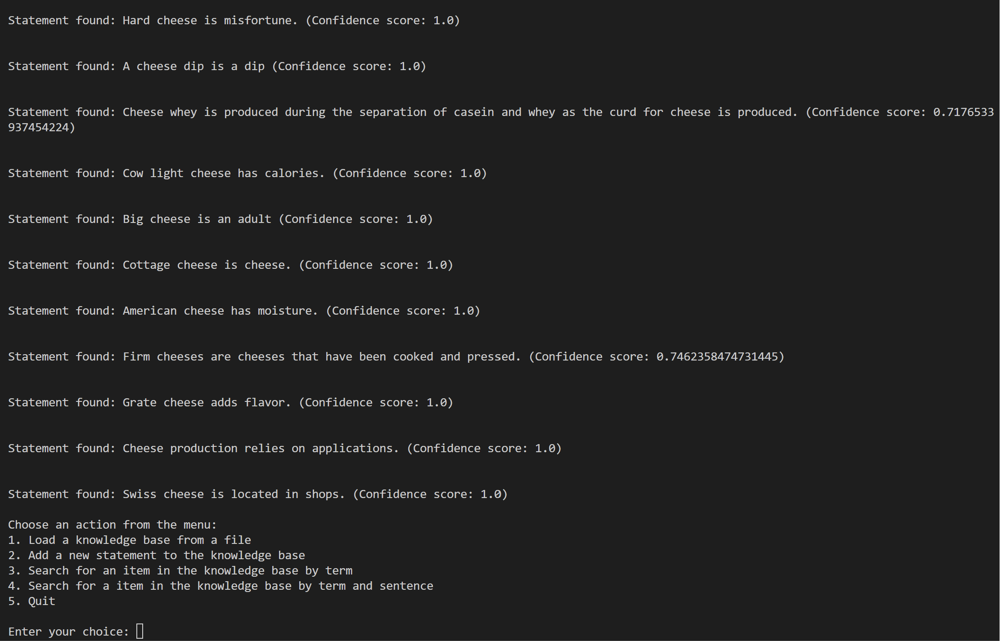 Statement found: Hard cheese is misfortune. (Confidence score: 1.0)
Statement found: A cheese dip is a dip (Confidence score: 1.0)
Statement found: Cheese whey is produced during the separation of casein and whey as the curd for cheese is produced. (Confidence score: 0.7176533
937454224)
Statement found: Cow light cheese has calories. (Confidence score: 1.0)
Statement found: Big cheese is an adult (Confidence score: 1.0)
Statement found: Cottage cheese is cheese. (Confidence score: 1.0)
Statement found: American cheese has moisture. (Confidence score: 1.0)
Statement found: Firm cheeses are cheeses that have been cooked and pressed. (Confidence score: 0.7462358474731445)
Statement found: Grate cheese adds flavor. (Confidence score: 1.0)
Statement found: Cheese production relies on applications. (Confidence score: 1.0)
Statement found: Swiss cheese is located in shops. (Confidence score: 1.0)
Choose an action from the menu:
1. Load a knowledge base from a file
2. Add a new statement to the knowledge base
3. Search for an item in the knowledge base by term
4. Search for a item in the knowledge base by term and sentence
5. Quit
Enter your choice: